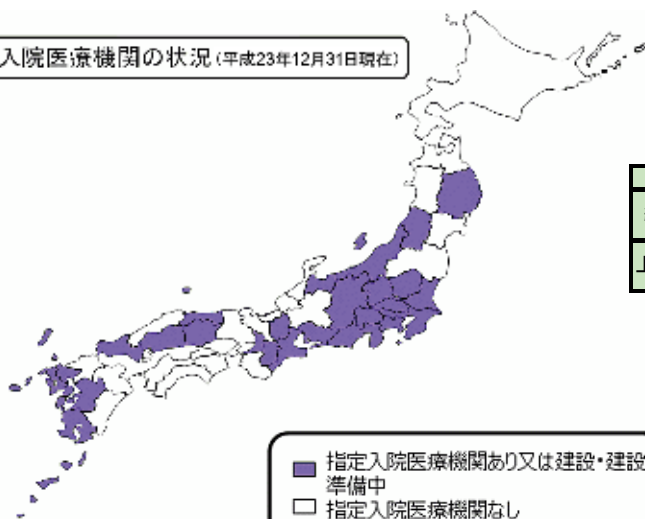 入院医療機関の状況(平成23年12月31日現在)
指定入院医療機関あり又は建設・建設
準備中
指定入院医療機関なし